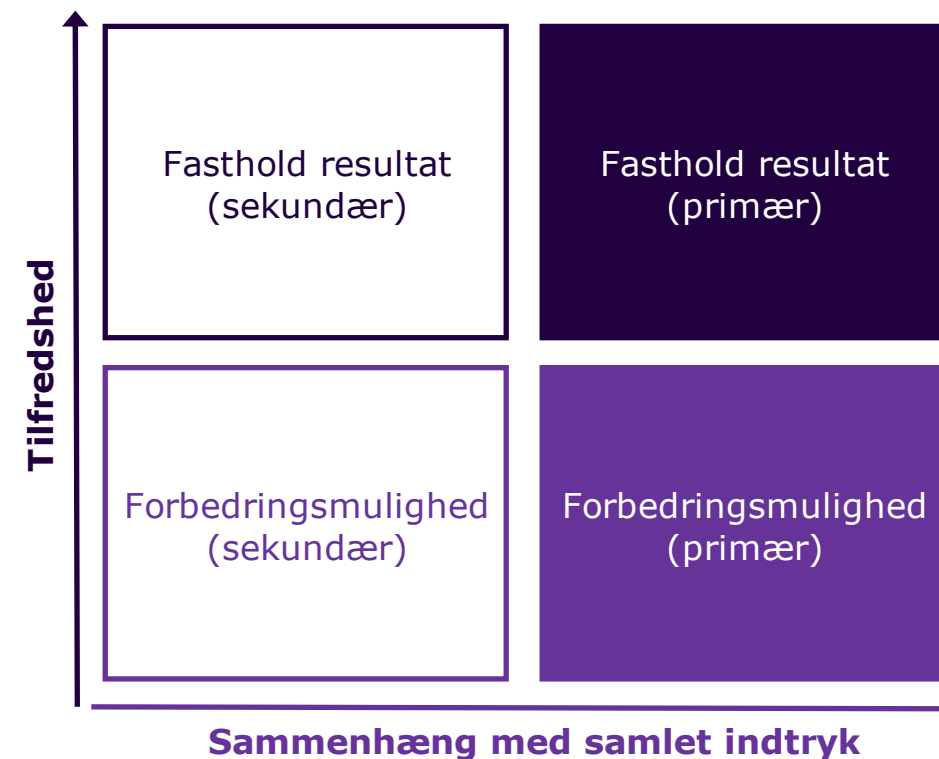 Tilfredshed
Fasthold resultat
(sekundær)
Fasthold resultat
(primær)
Forbedringsmulighed
(sekundær)
Forbedringsmulighed
(primær)
Sammenhæng med samlet indtryk